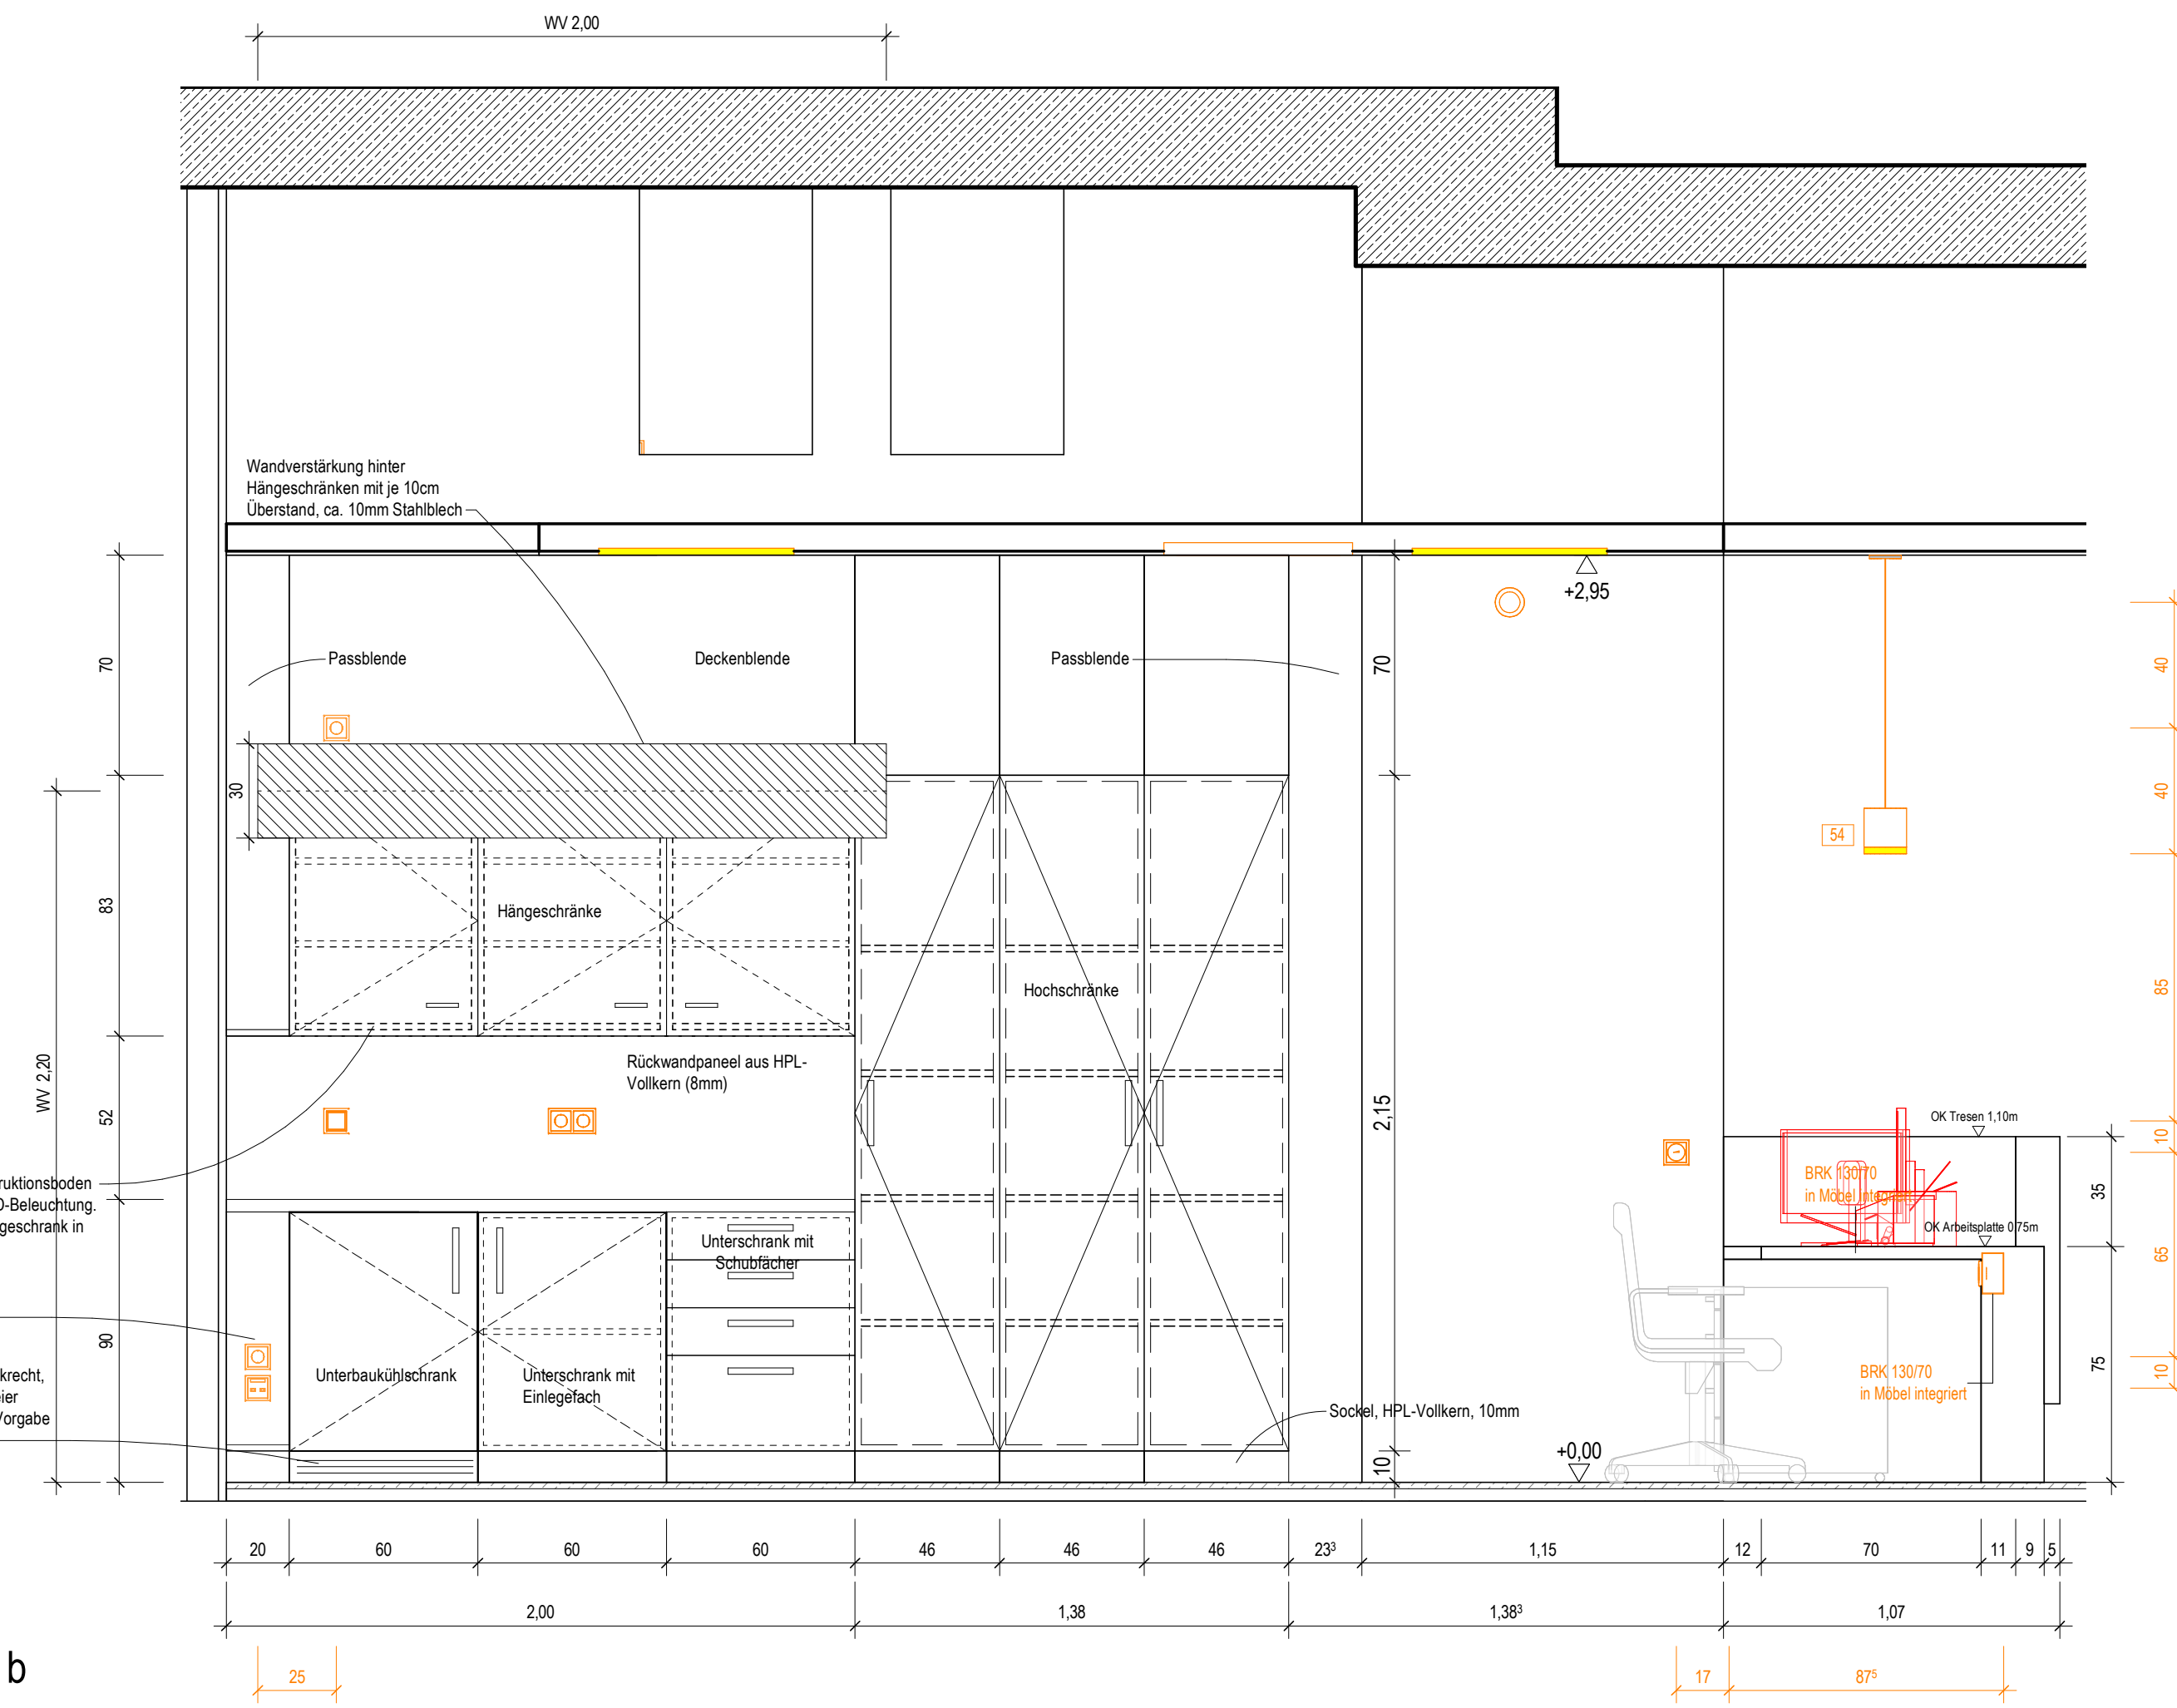 WV 2,00
Wandverstärkung hinter
Hängeschränken mit je 10cm
Überstand, ca. 10mm Stahlblech
+2,95
Passblende
Deckenblende
Passblende
70
70
40
30
40
54
83
Hängeschränke
85
Hochschränke
WV 2,20
Rückwandpaneel aus HPL-
Vollkern (8mm)
52
2,15
OK Tresen 1,10m
10
BRK 130/70
in Möbel integriert
35
ruktionsboden
D-Beleuchtung.
geschrank in
OK Arbeitsplatte 0,75m
Unterschrank mit
Schubfächer
65
90
75
Unterbaukühlschrank
Unterschrank mit
Einlegefach
BRK 130/70
in Möbel integriert
10
krecht,
eier
Vorgabe
Sockel, HPL-Vollkern, 10mm
+0,00
10
20 60 60 60 46 46 46 23³ 1,15 12 70 11 9 5
2,00 1,38 1,38³ 1,07
b
25 17 87⁵